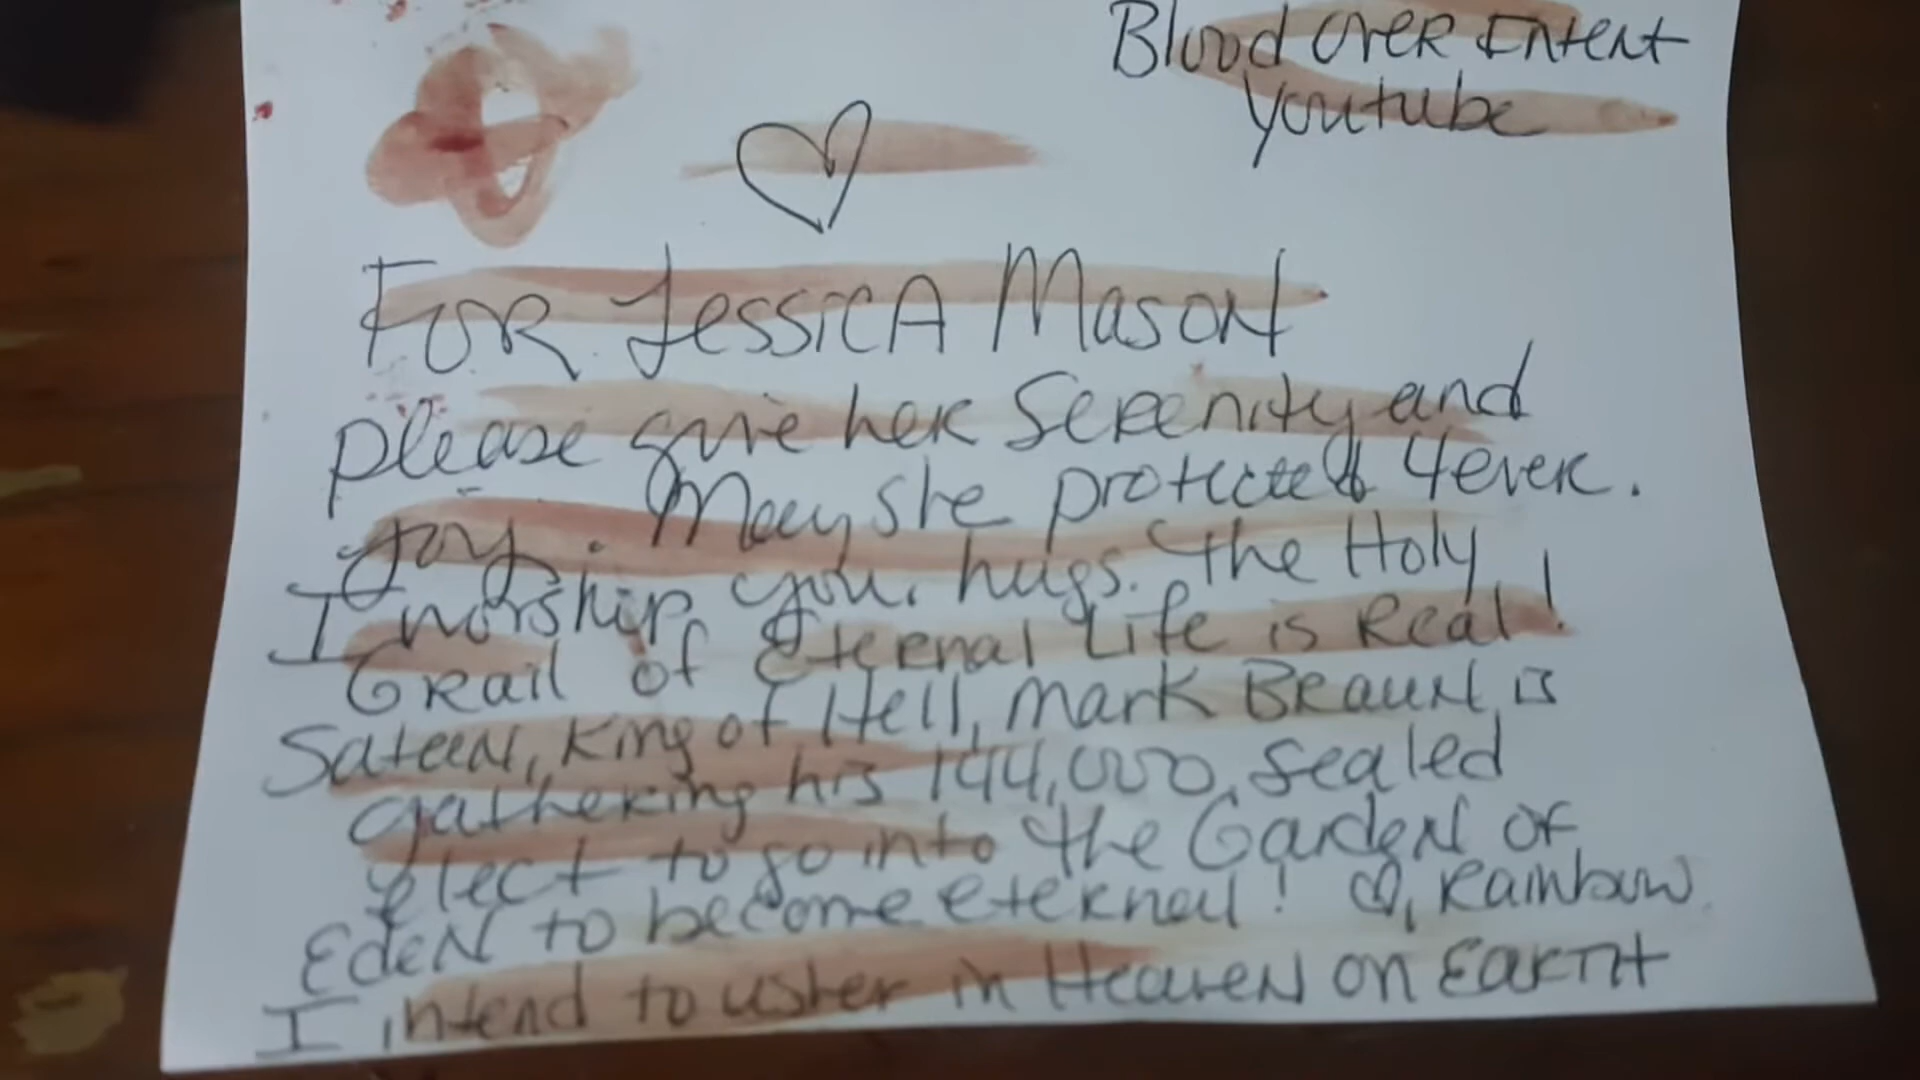 Blood over Intent
Youtube
For Jessica Mason
please give her Serenity and
joy. May she protected 4ever.
I worship you. hugs. The Holy
Grail of Eternal Life is Real!
Sataan, King of Hell, Mark Braun, is
gathering his 144,000, sealed
elect to go into the Garden of
Eden to become eternal! ♡, Rainbow
I intend to usher in Heaven on Earth